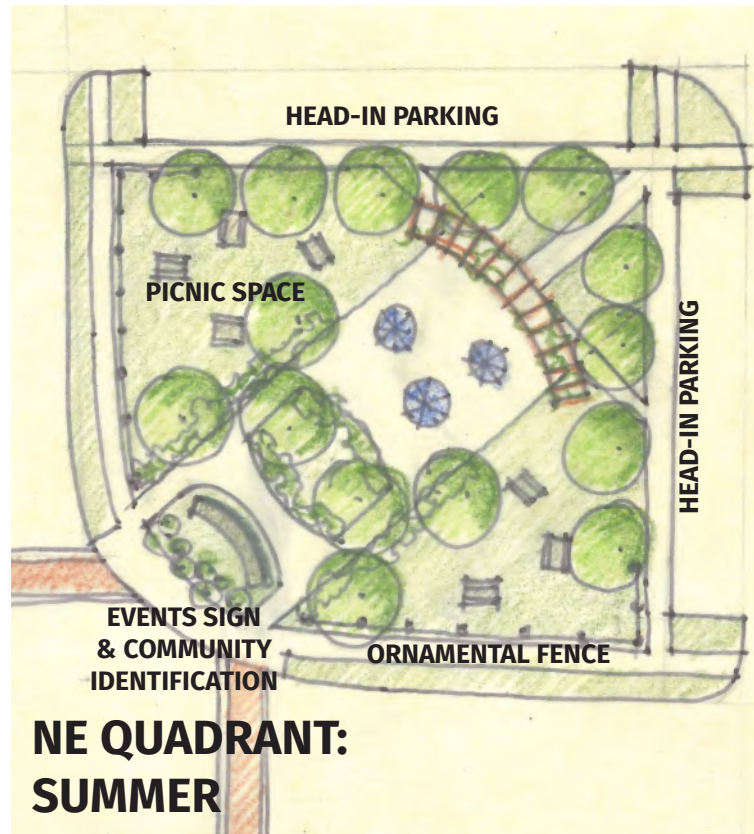 HEAD-IN PARKING
PICNIC SPACE
HEAD-IN PARKING
EVENTS SIGN
& COMMUNITY
IDENTIFICATION
ORNAMENTAL FENCE
NE QUADRANT:
SUMMER